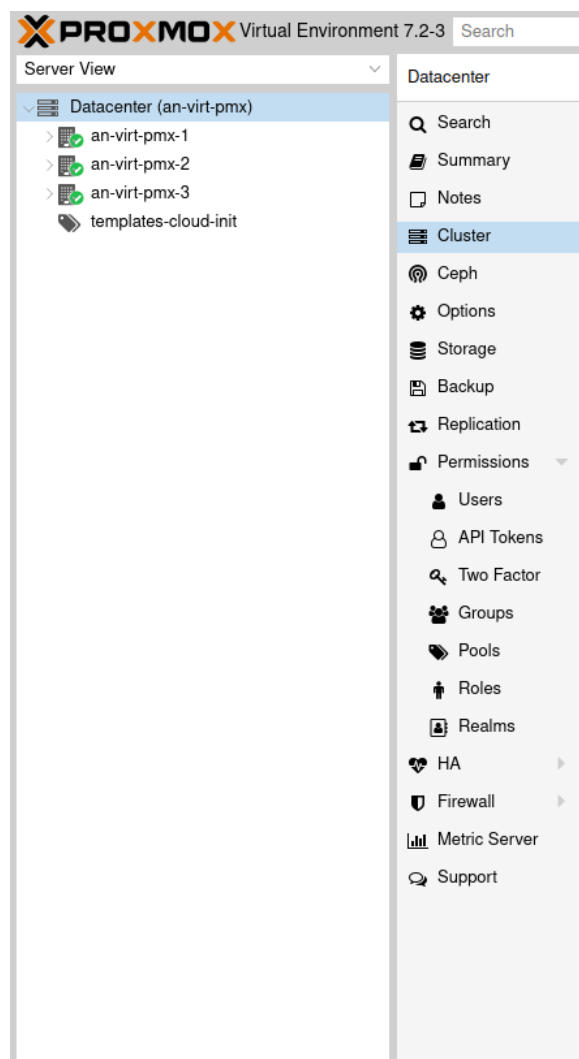 PROXMOX Virtual Environment 7.2-3 Search
Server View
Datacenter (an-virt-pmx)
an-virt-pmx-1
an-virt-pmx-2
an-virt-pmx-3
templates-cloud-init
Datacenter
Search
Summary
Notes
Cluster
Ceph
Options
Storage
Backup
Replication
Permissions
Users
API Tokens
Two Factor
Groups
Pools
Roles
Realms
HA
Firewall
Metric Server
Support